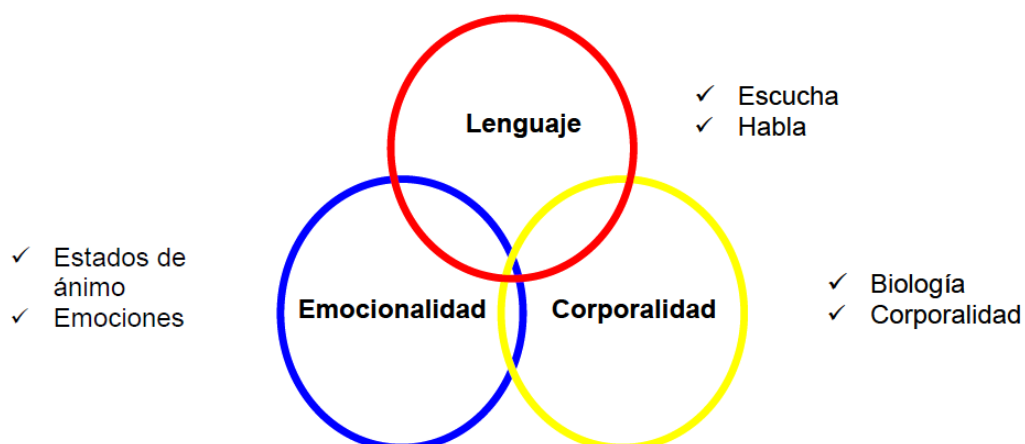 Lenguaje
✓ Escucha
✓ Habla
✓ Estados de
ánimo
✓ Emociones
Emocionalidad
Corporalidad
✓ Biología
✓ Corporalidad